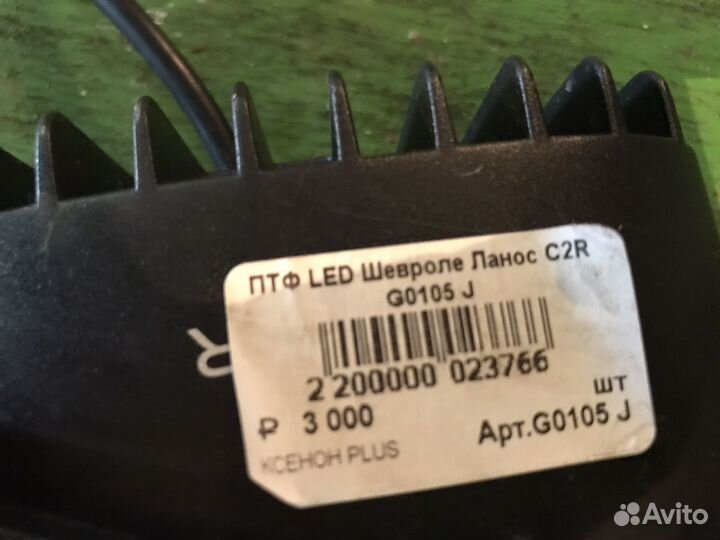 ПТФ LED Шевроле Ланос C2R
G0105 J
2 200000 023766
шт
₽ 3 000
Арт.G0105 J
КСЕНОН PLUS
R
Avito